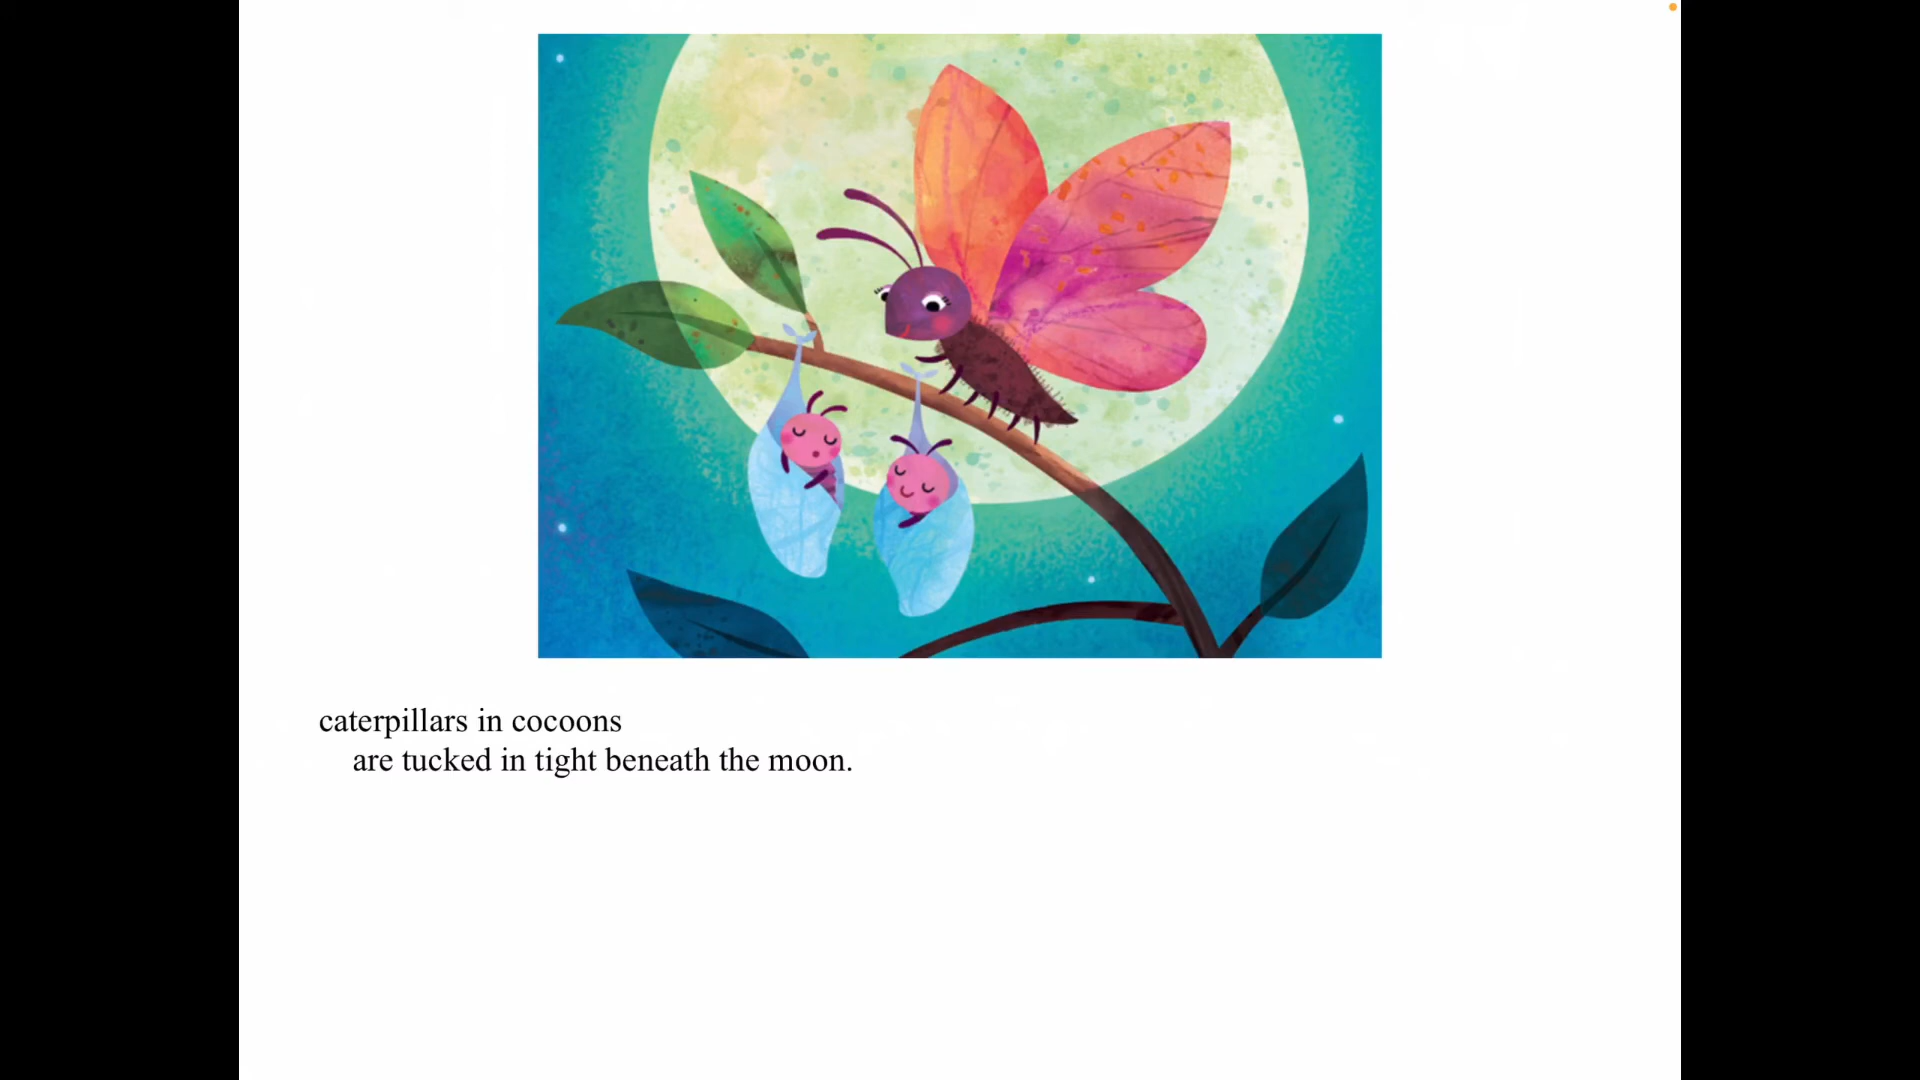 caterpillars in cocoons
are tucked in tight beneath the moon.